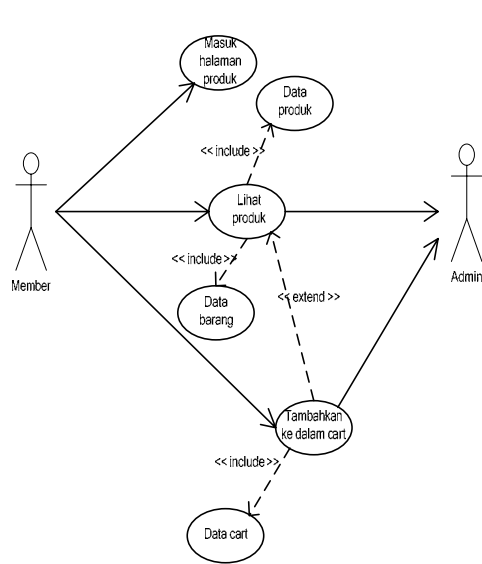 Masuk
halaman
produk
Data
produk
<< include >>
Lihat
produk
Member
Admin
<< include >>
Data
barang
<< extend >>
Tambahkan
ke dalam cart
<< include >>
Data cart